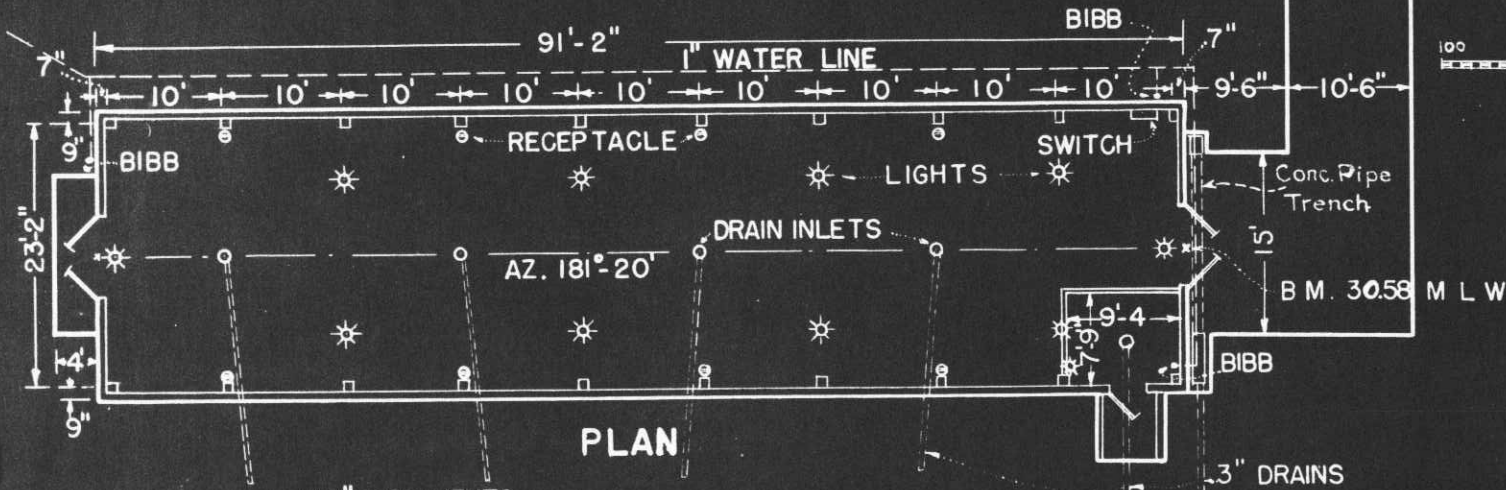 BIBB
91'-2"
7"
1" WATER LINE
100
7"
10' 10' 10' 10' 10' 10' 10' 10' 10' 1' 9'-6" 10'-6"
9"
BIBB
RECEPTACLE
SWITCH
LIGHTS
Conc. Pipe
Trench
23'-2"
DRAIN INLETS
15'
AZ. 181°-20'
B M. 30.58 M L W
9'-4
7'-9"
4'
BIBB
9"
PLAN
3" DRAINS